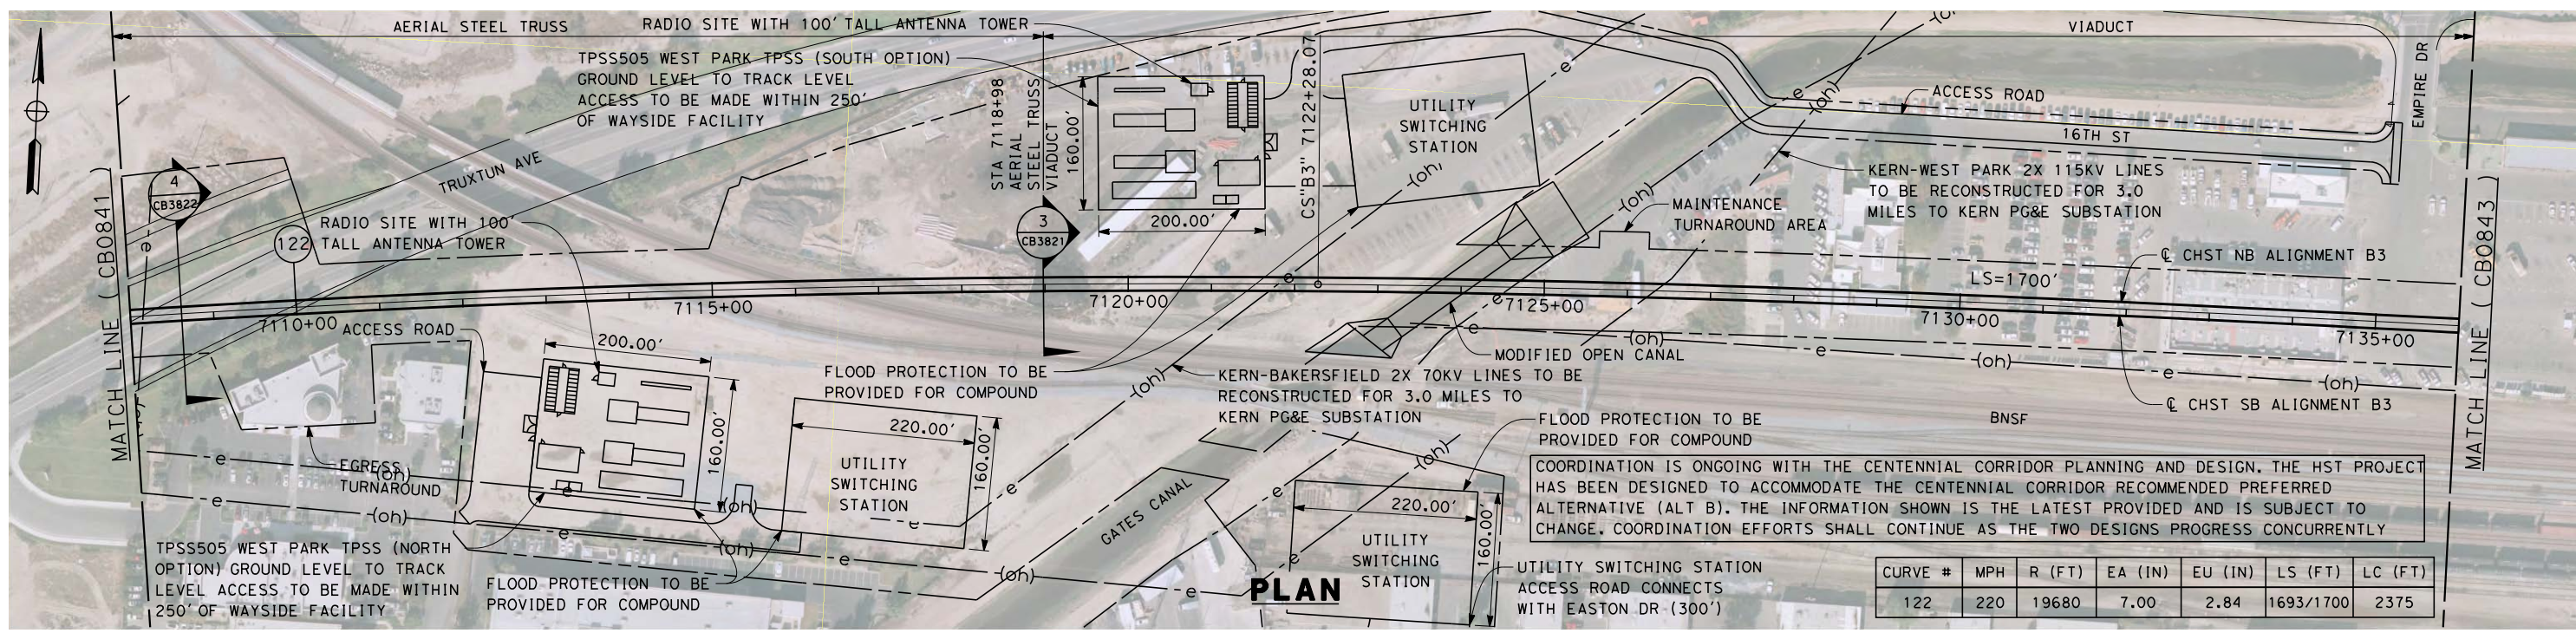 AERIAL STEEL TRUSS
RADIO SITE WITH 100' TALL ANTENNA TOWER
VIADUCT
TPSS505 WEST PARK TPSS (SOUTH OPTION)
GROUND LEVEL TO TRACK LEVEL
ACCESS TO BE MADE WITHIN 250'
OF WAYSIDE FACILITY
STA 7118+98
AERIAL
STEEL TRUSS
VIADUCT
160.00'
200.00'
CS"B3" 7122+28.07
UTILITY
SWITCHING
STATION
e
(oh)
ACCESS ROAD
16TH ST
EMPIRE DR
KERN-WEST PARK 2X 115KV LINES
TO BE RECONSTRUCTED FOR 3.0
MILES TO KERN PG&E SUBSTATION
MAINTENANCE
TURNAROUND AREA
TRUXTUN AVE
4
CB3822
3
CB3821
122
RADIO SITE WITH 100'
TALL ANTENNA TOWER
MATCH LINE (CB0841)
MATCH LINE (CB0843)
℄ CHST NB ALIGNMENT B3
LS=1700'
7110+00
7115+00
7120+00
7125+00
7130+00
7135+00
ACCESS ROAD
200.00'
160.00'
FLOOD PROTECTION TO BE
PROVIDED FOR COMPOUND
MODIFIED OPEN CANAL
(oh)
e
(oh)
e
(oh)
KERN-BAKERSFIELD 2X 70KV LINES TO BE
RECONSTRUCTED FOR 3.0 MILES TO
KERN PG&E SUBSTATION
℄ CHST SB ALIGNMENT B3
BNSF
FLOOD PROTECTION TO BE
PROVIDED FOR COMPOUND
220.00'
160.00'
UTILITY
SWITCHING
STATION
EGRESS
TURNAROUND
e
(oh)
e
(oh)
GATES CANAL
COORDINATION IS ONGOING WITH THE CENTENNIAL CORRIDOR PLANNING AND DESIGN. THE HST PROJECT
HAS BEEN DESIGNED TO ACCOMMODATE THE CENTENNIAL CORRIDOR RECOMMENDED PREFERRED
ALTERNATIVE (ALT B). THE INFORMATION SHOWN IS THE LATEST PROVIDED AND IS SUBJECT TO
CHANGE. COORDINATION EFFORTS SHALL CONTINUE AS THE TWO DESIGNS PROGRESS CONCURRENTLY
220.00'
160.00'
UTILITY
SWITCHING
STATION
TPSS505 WEST PARK TPSS (NORTH
OPTION) GROUND LEVEL TO TRACK
LEVEL ACCESS TO BE MADE WITHIN
250' OF WAYSIDE FACILITY
FLOOD PROTECTION TO BE
PROVIDED FOR COMPOUND
PLAN
UTILITY SWITCHING STATION
ACCESS ROAD CONNECTS
WITH EASTON DR (300')
CURVE # MPH R (FT) EA (IN) EU (IN) LS (FT) LC (FT)
122 220 19680 7.00 2.84 1693/1700 2375